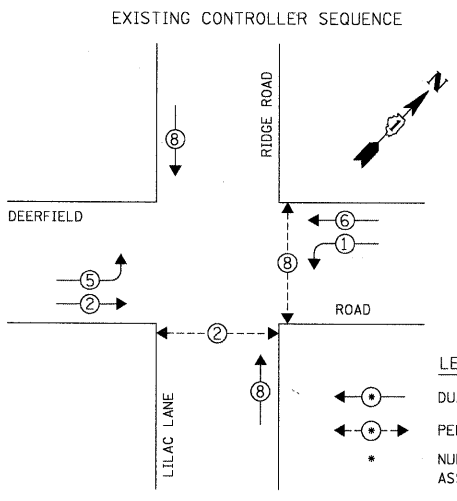 EXISTING CONTROLLER SEQUENCE
RIDGE ROAD
N
8
DEERFIELD
6
1
5
8
2
ROAD
2
8
LILAC LANE
LE
* DU
* PE
* NU
ASS